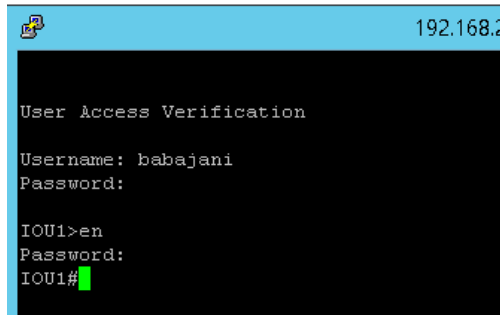 192.168.2
User Access Verification
Username: babajani
Password:
IOU1>en
Password:
IOU1#